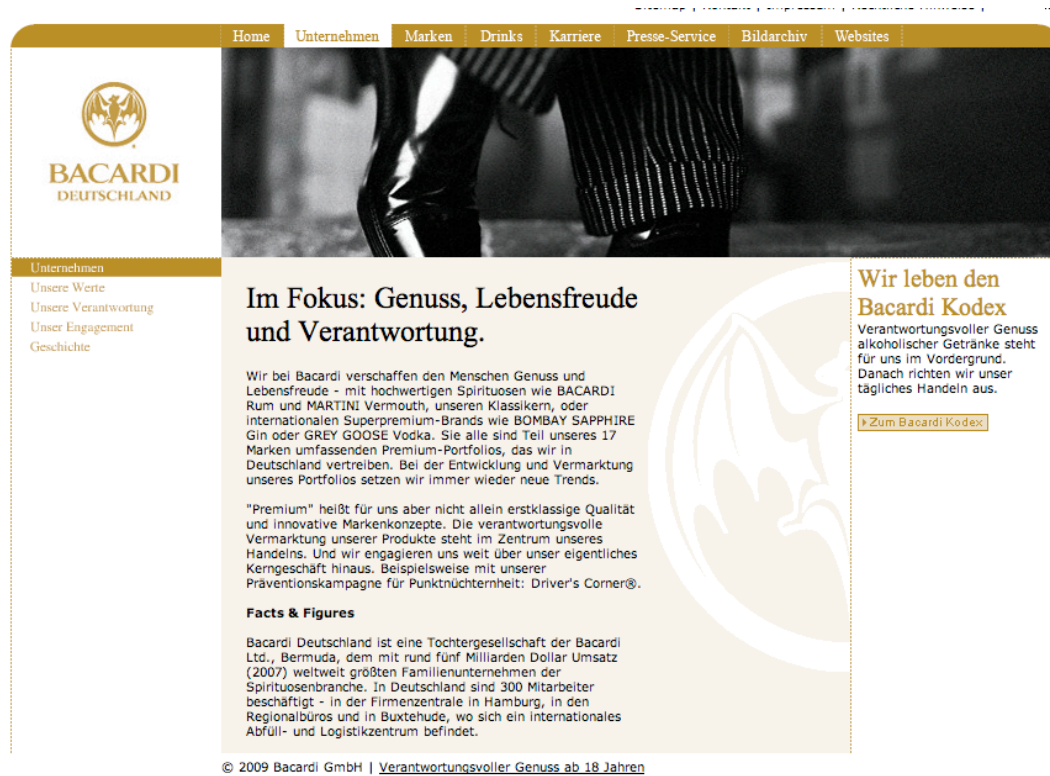 Sitemap | Kontakt | Impressum | Rechtliche Hinweise |
Home Unternehmen Marken Drinks Karriere Presse-Service Bildarchiv Websites
BACARDI
DEUTSCHLAND
Unternehmen
Unsere Werte
Unsere Verantwortung
Unser Engagement
Geschichte
Im Fokus: Genuss, Lebensfreude
und Verantwortung.
Wir bei Bacardi verschaffen den Menschen Genuss und
Lebensfreude - mit hochwertigen Spirituosen wie BACARDI
Rum und MARTINI Vermouth, unseren Klassikern, oder
internationalen Superpremium-Brands wie BOMBAY SAPPHIRE
Gin oder GREY GOOSE Vodka. Sie alle sind Teil unseres 17
Marken umfassenden Premium-Portfolios, das wir in
Deutschland vertreiben. Bei der Entwicklung und Vermarktung
unseres Portfolios setzen wir immer wieder neue Trends.
"Premium" heißt für uns aber nicht allein erstklassige Qualität
und innovative Markenkonzepte. Die verantwortungsvolle
Vermarktung unserer Produkte steht im Zentrum unseres
Handelns. Und wir engagieren uns weit über unser eigentliches
Kerngeschäft hinaus. Beispielsweise mit unserer
Präventionskampagne für Punktnüchternheit: Driver's Corner®.
Facts & Figures
Bacardi Deutschland ist eine Tochtergesellschaft der Bacardi
Ltd., Bermuda, dem mit rund fünf Milliarden Dollar Umsatz
(2007) weltweit größten Familienunternehmen der
Spirituosenbranche. In Deutschland sind 300 Mitarbeiter
beschäftigt - in der Firmenzentrale in Hamburg, in den
Regionalbüros und in Buxtehude, wo sich ein internationales
Abfüll- und Logistikzentrum befindet.
Wir leben den
Bacardi Kodex
Verantwortungsvoller Genuss
alkoholischer Getränke steht
für uns im Vordergrund.
Danach richten wir unser
tägliches Handeln aus.
Zum Bacardi Kodex
© 2009 Bacardi GmbH | Verantwortungsvoller Genuss ab 18 Jahren